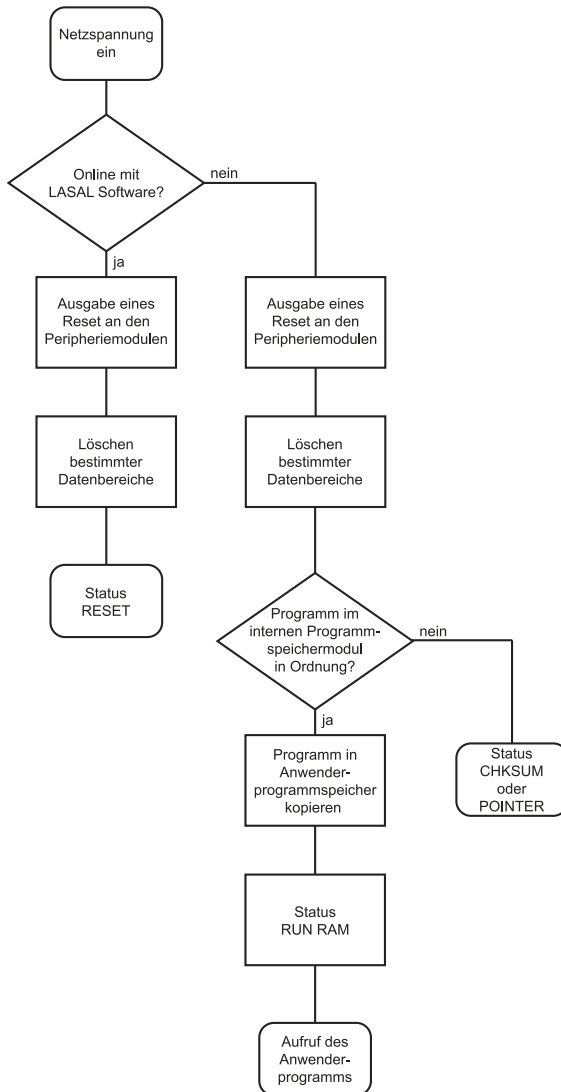 Netzspannung
ein
Online mit
LASAL Software?
nein
ja
Ausgabe eines
Reset an den
Peripheriemodulen
Ausgabe eines
Reset an den
Peripheriemodulen
Löschen
bestimmter
Datenbereiche
Löschen
bestimmter
Datenbereiche
Status
RESET
Programm im
internen Programm-
speichermodul
in Ordnung?
nein
ja
Programm in
Anwender-
programmspeicher
kopieren
Status
CHKSUM
oder
POINTER
Status
RUN RAM
Aufruf des
Anwender-
programms